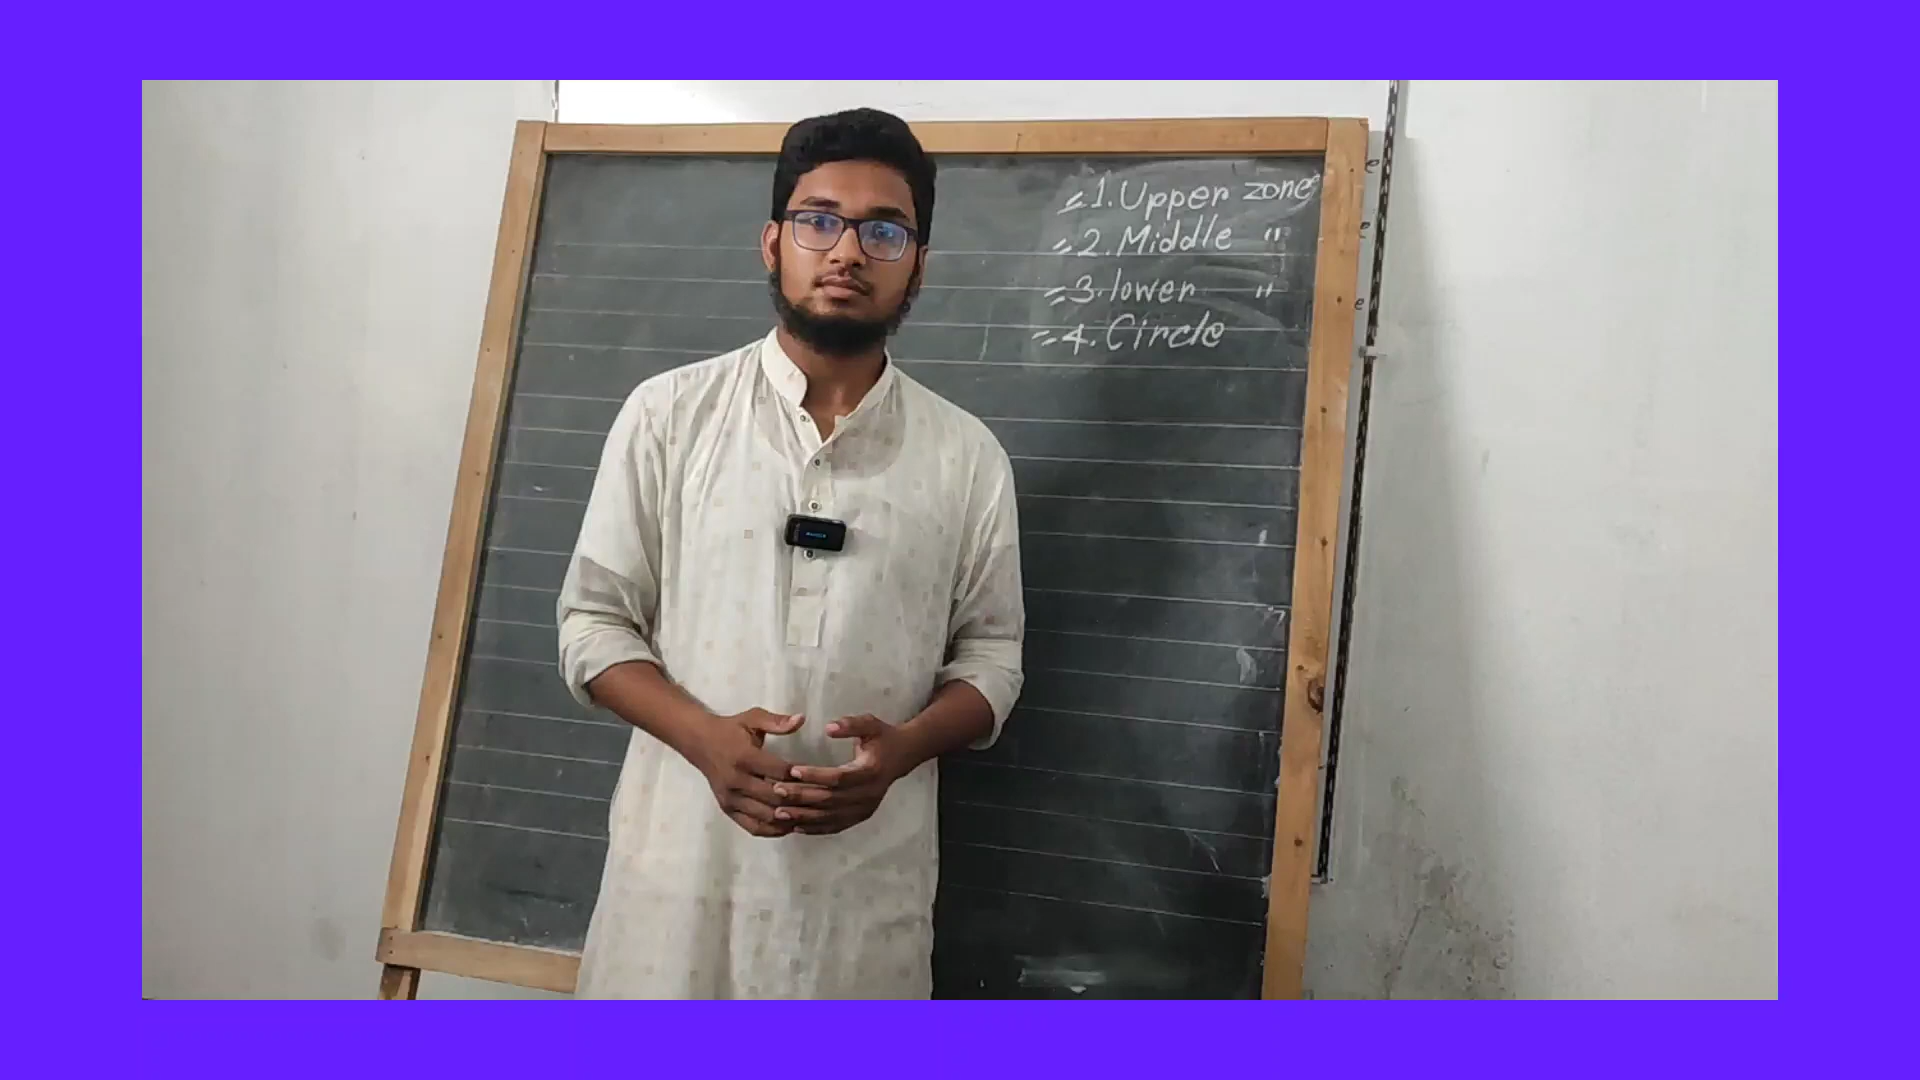 1. Upper zone
2. Middle "
3. lower "
4. Circle